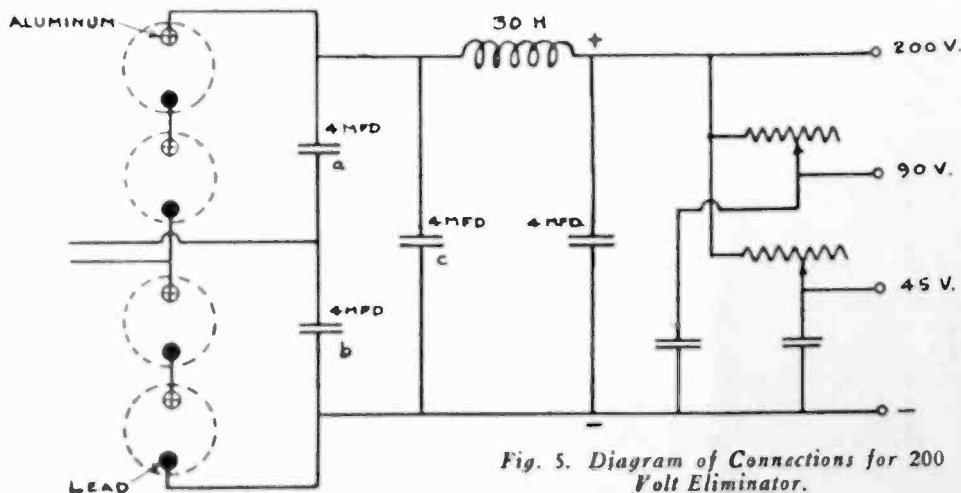 ALUMINUM
30 H
+
200 V.
4 MFD
a
90 V.
4 MFD
c
4 MFD
45 V.
4 MFD
b
-
-
LEAD
Fig. 5. Diagram of Connections for 200
Volt Eliminator.